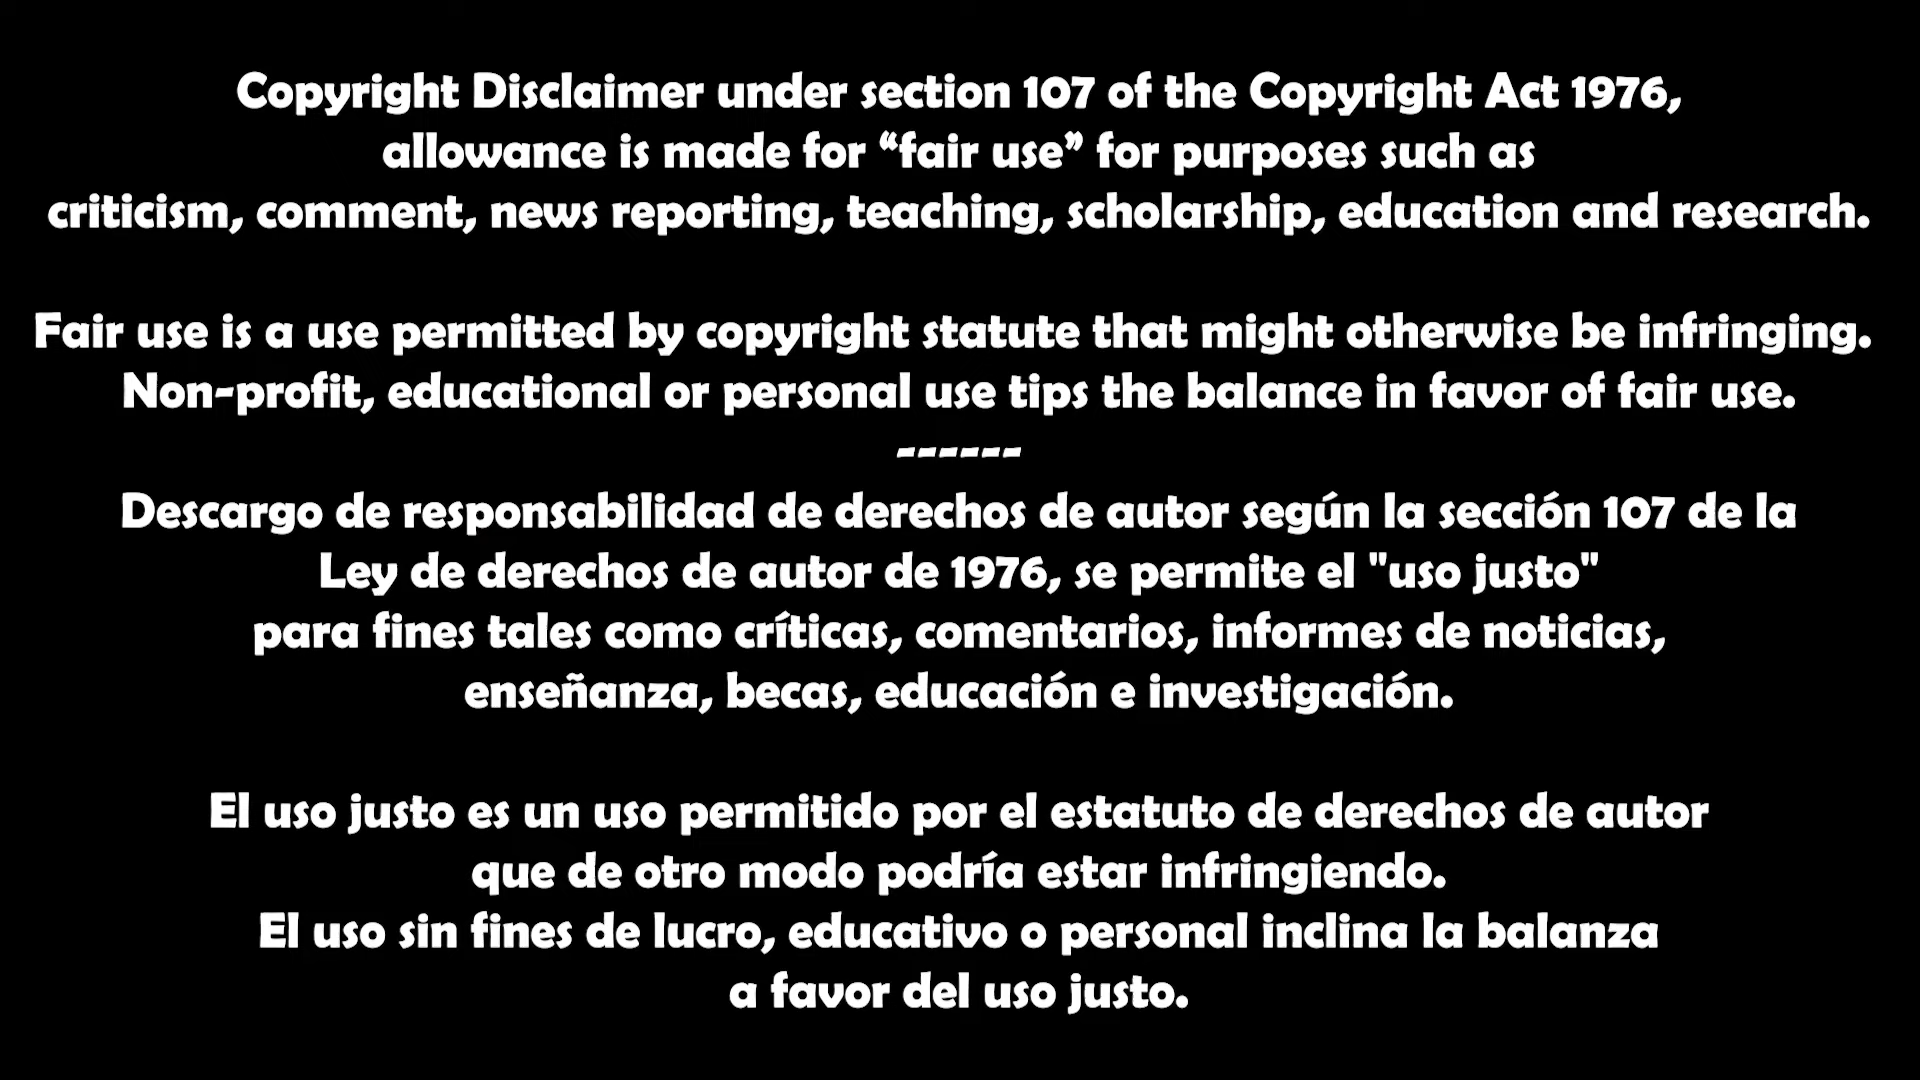 Copyright Disclaimer under section 107 of the Copyright Act 1976,
allowance is made for “fair use” for purposes such as
criticism, comment, news reporting, teaching, scholarship, education and research.
Fair use is a use permitted by copyright statute that might otherwise be infringing.
Non-profit, educational or personal use tips the balance in favor of fair use.
------
Descargo de responsabilidad de derechos de autor según la sección 107 de la
Ley de derechos de autor de 1976, se permite el "uso justo"
para fines tales como críticas, comentarios, informes de noticias,
enseñanza, becas, educación e investigación.
El uso justo es un uso permitido por el estatuto de derechos de autor
que de otro modo podría estar infringiendo.
El uso sin fines de lucro, educativo o personal inclina la balanza
a favor del uso justo.